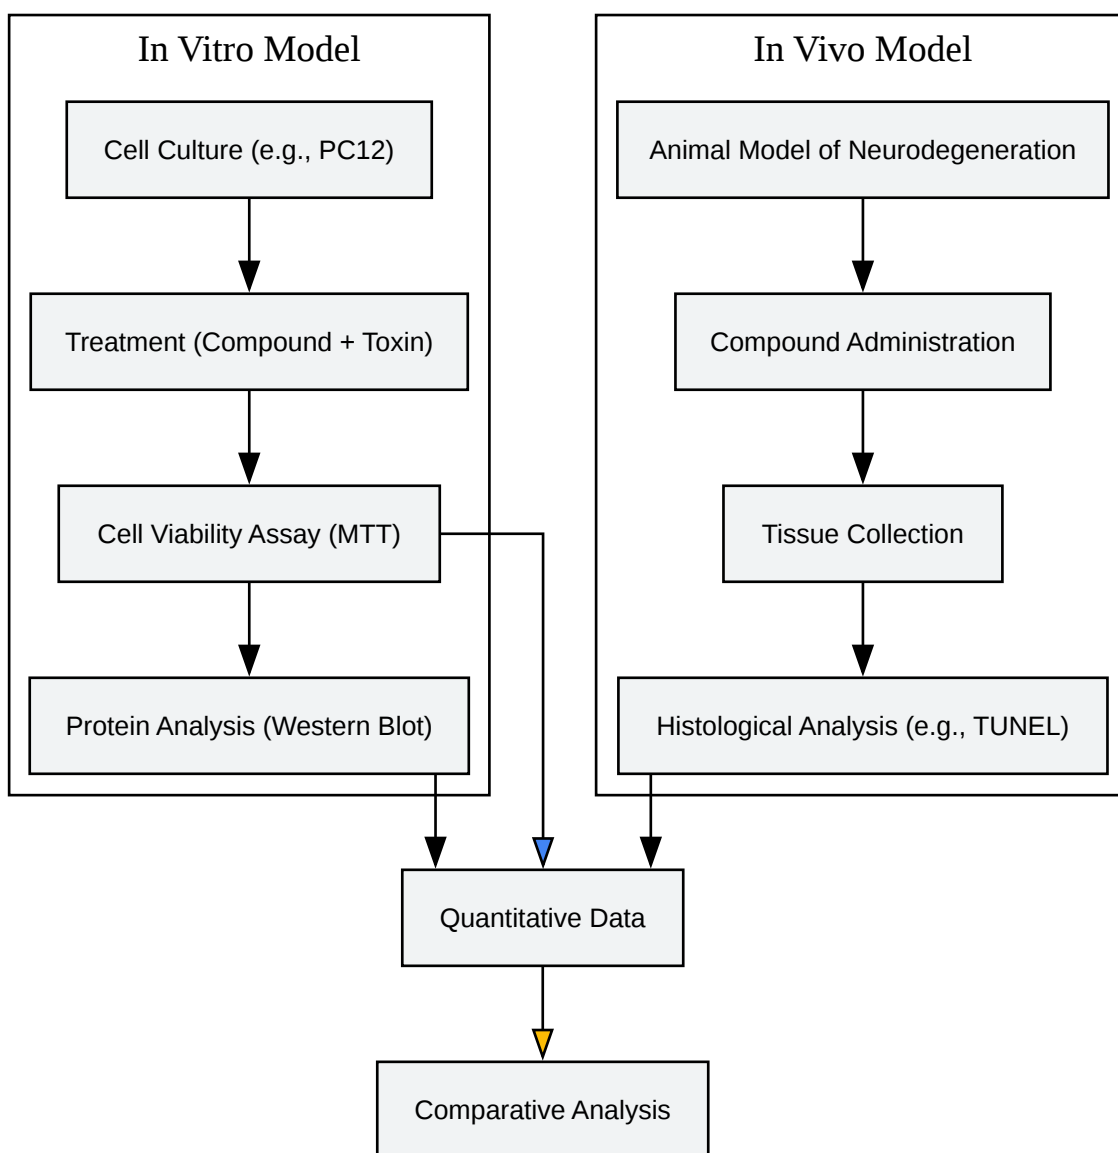 In Vitro Model
Cell Culture (e.g., PC12)
Treatment (Compound + Toxin)
Cell Viability Assay (MTT)
Protein Analysis (Western Blot)
In Vivo Model
Animal Model of Neurodegeneration
Compound Administration
Tissue Collection
Histological Analysis (e.g., TUNEL)
Quantitative Data
Comparative Analysis